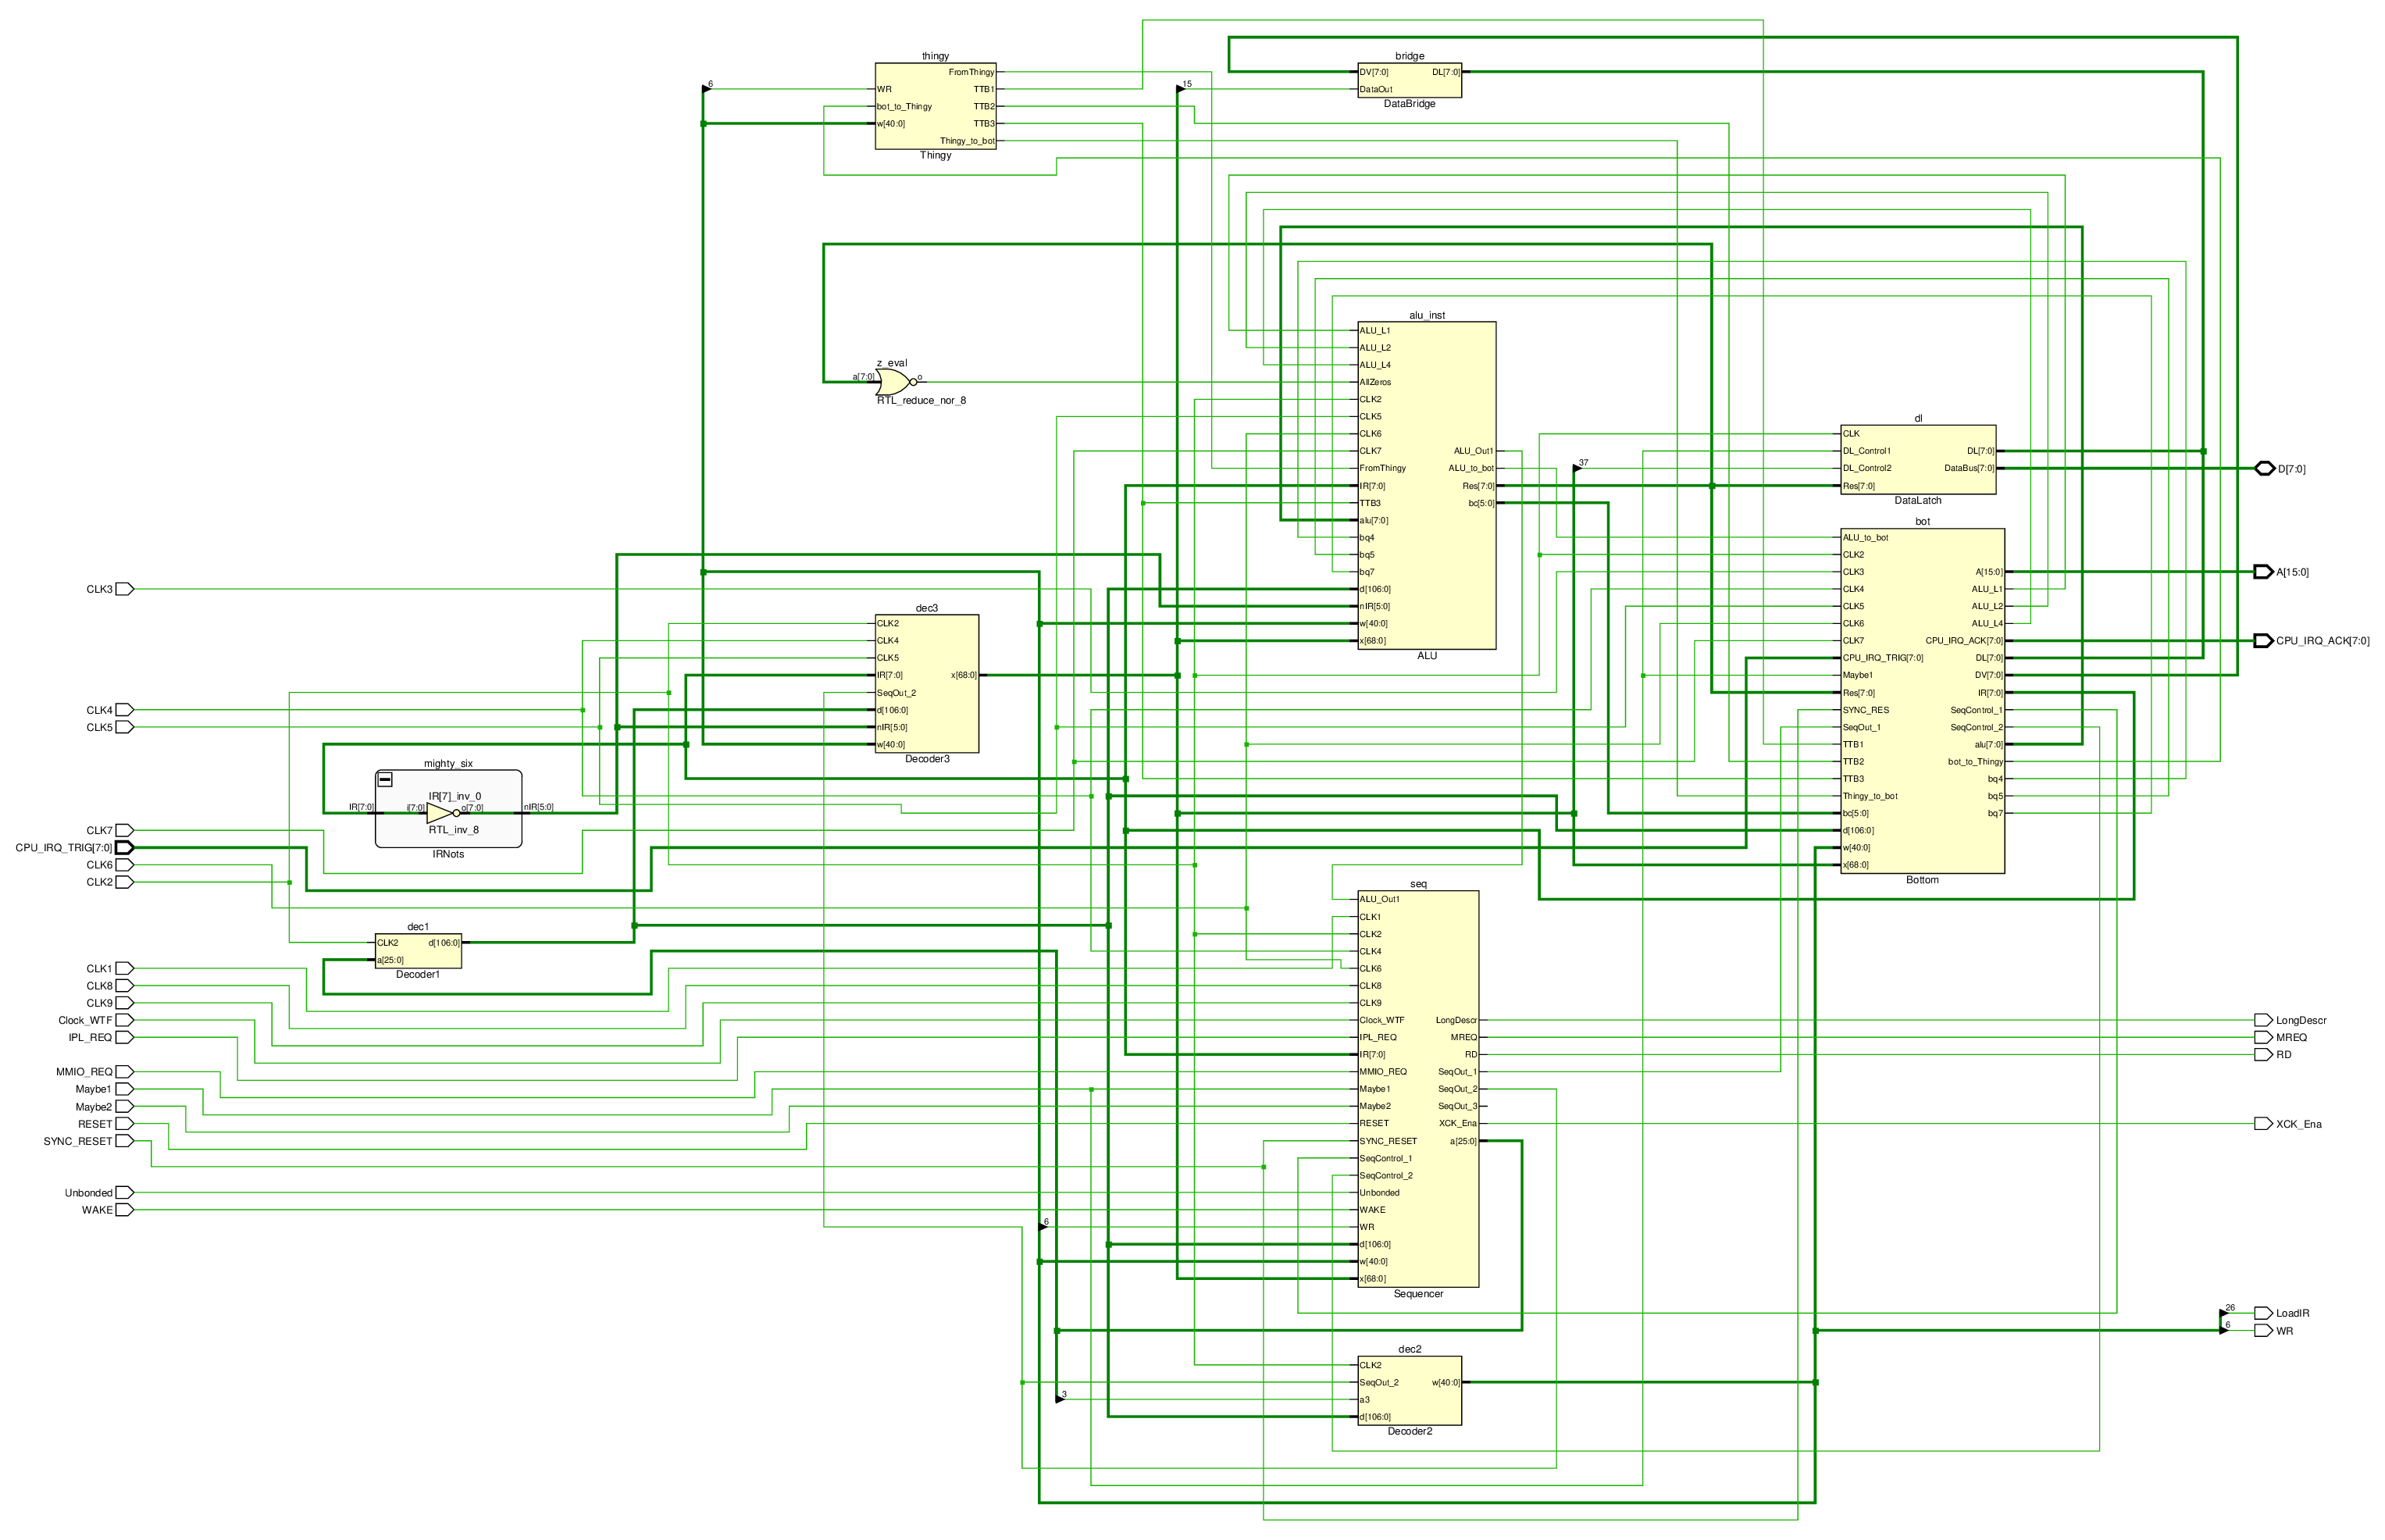 thingy
FromThingy
WR
TTB1
bot_to_Thingy
TTB2
w[40:0]
TTB3
Thingy_to_bot
Thingy
6
bridge
DV[7:0]
DL[7:0]
DataOut
DataBridge
15
z_eval
a[7:0]
o
RTL_reduce_nor_8
alu_inst
ALU_L1
ALU_L2
ALU_L4
AllZeros
CLK2
CLK5
CLK6
CLK7
FromThingy
IR[7:0]
TTB3
alu[7:0]
bq4
bq5
bq7
d[106:0]
nIR[5:0]
w[40:0]
x[68:0]
ALU_Out1
ALU_to_bot
Res[7:0]
bc[5:0]
ALU
37
dl
CLK
DL_Control1
DL_Control2
Res[7:0]
DL[7:0]
DataBus[7:0]
DataLatch
D[7:0]
bot
ALU_to_bot
CLK2
CLK3
CLK4
CLK5
CLK6
CLK7
CPU_IRQ_TRIG[7:0]
Maybe1
Res[7:0]
SYNC_RES
SeqOut_1
TTB1
TTB2
TTB3
Thingy_to_bot
bc[5:0]
d[106:0]
w[40:0]
x[68:0]
A[15:0]
ALU_L1
ALU_L2
ALU_L4
CPU_IRQ_ACK[7:0]
DL[7:0]
DV[7:0]
IR[7:0]
SeqControl_1
SeqControl_2
alu[7:0]
bot_to_Thingy
bq4
bq5
bq7
Bottom
A[15:0]
CPU_IRQ_ACK[7:0]
CLK3
CLK4
CLK5
CLK7
CPU_IRQ_TRIG[7:0]
CLK6
CLK2
dec3
CLK2
CLK4
CLK5
IR[7:0]
SeqOut_2
d[106:0]
nIR[5:0]
w[40:0]
x[68:0]
Decoder3
mighty_six
IR[7]_inv_0
IR[7:0]
i[7:0]
o[7:0]
nIR[5:0]
RTL_inv_8
IRNots
dec1
CLK2
d[106:0]
a[25:0]
Decoder1
CLK1
CLK8
CLK9
Clock_WTF
IPL_REQ
MMIO_REQ
Maybe1
Maybe2
RESET
SYNC_RESET
Unbonded
WAKE
seq
ALU_Out1
CLK1
CLK2
CLK4
CLK6
CLK8
CLK9
Clock_WTF
IPL_REQ
IR[7:0]
MMIO_REQ
Maybe1
Maybe2
RESET
SYNC_RESET
SeqControl_1
SeqControl_2
Unbonded
WAKE
WR
d[106:0]
w[40:0]
x[68:0]
LongDescr
MREQ
RD
SeqOut_1
SeqOut_2
SeqOut_3
XCK_Ena
a[25:0]
Sequencer
6
LongDescr
MREQ
RD
XCK_Ena
26
LoadIR
6
WR
dec2
CLK2
SeqOut_2
w[40:0]
a3
d[106:0]
Decoder2
3